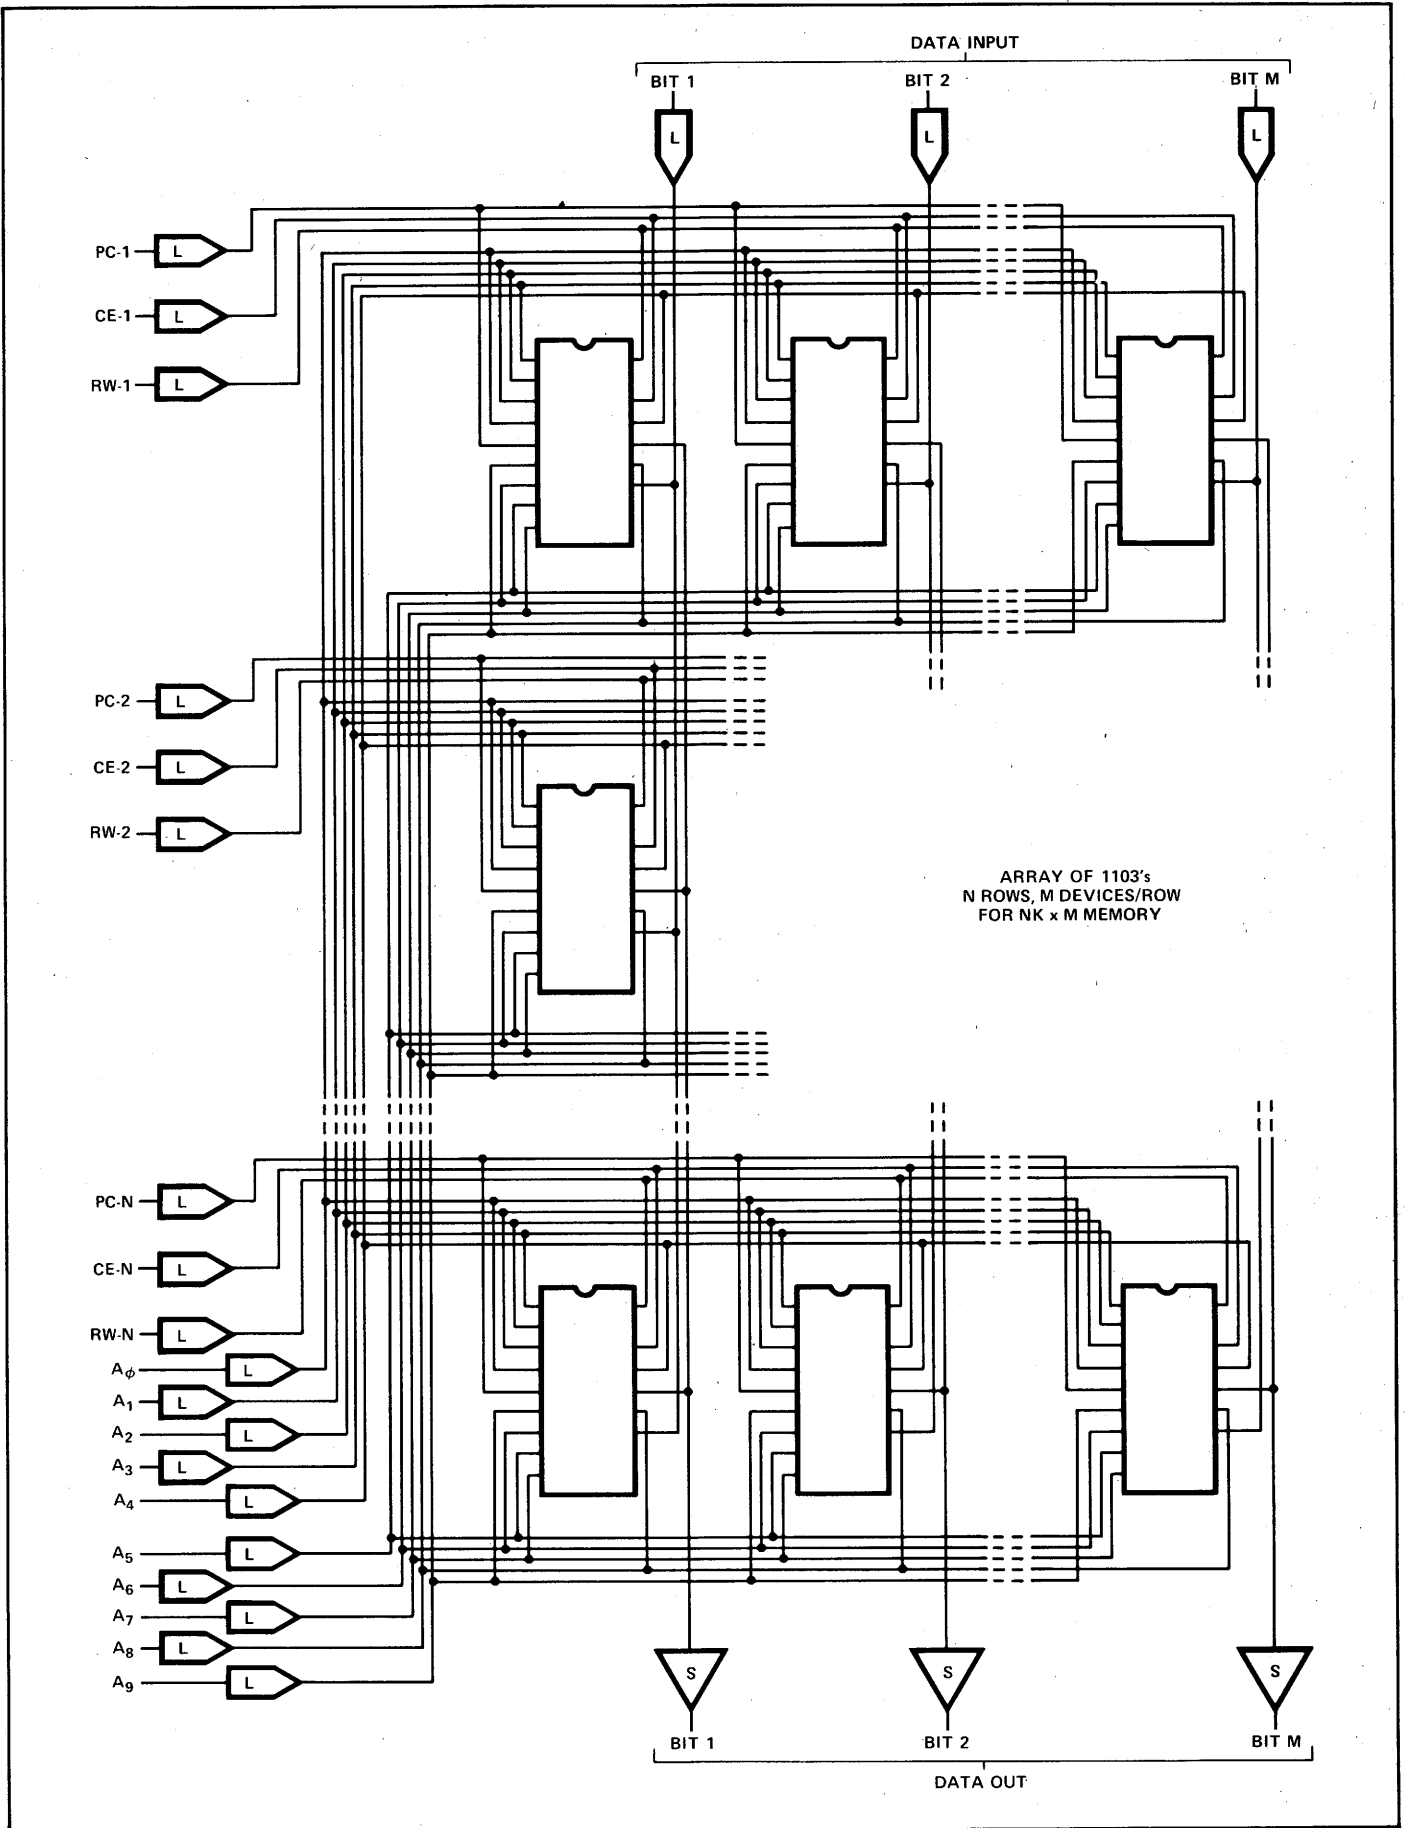 DATA INPUT
BIT 1 BIT 2 BIT M
L L L
PC-1 L
CE-1 L
RW-1 L
PC-2 L
CE-2 L
RW-2 L
ARRAY OF 1103's
N ROWS, M DEVICES/ROW
FOR NK x M MEMORY
PC-N L
CE-N L
RW-N L
Aϕ L
A1 L
A2 L
A3 L
A4 L
A5 L
A6 L
A7 L
A8 L
A9 L
S S S
BIT 1 BIT 2 BIT M
DATA OUT